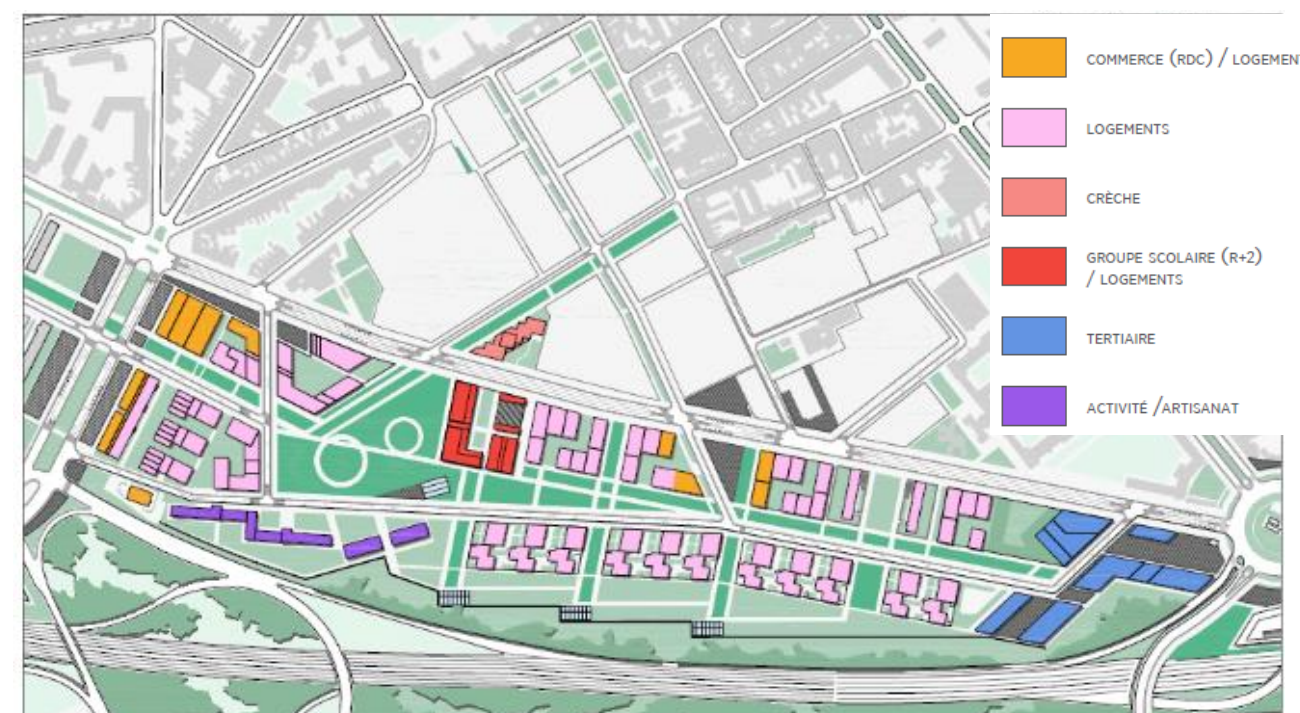 COMMERCE (RDC) / LOGEMEN
LOGEMENTS
CRÈCHE
GROUPE SCOLAIRE (R+2)
/ LOGEMENTS
TERTIAIRE
ACTIVITÉ /ARTISANAT